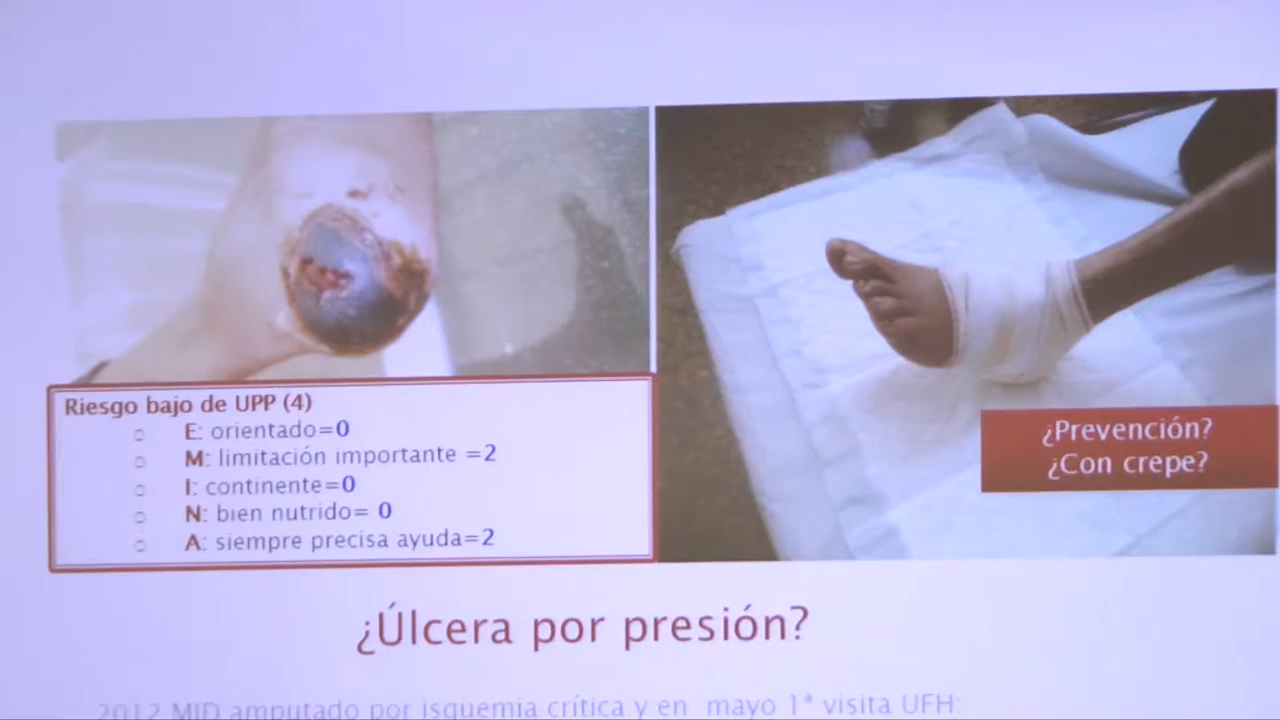 Riesgo bajo de UPP (4)
E: orientado=0
M: limitación importante =2
I: continente=0
N: bien nutrido= 0
A: siempre precisa ayuda=2
¿Prevención?
¿Con crepe?
¿Úlcera por presión?
2012 MID amputado por isquemia crítica y en mayo 1ª visita UFH: